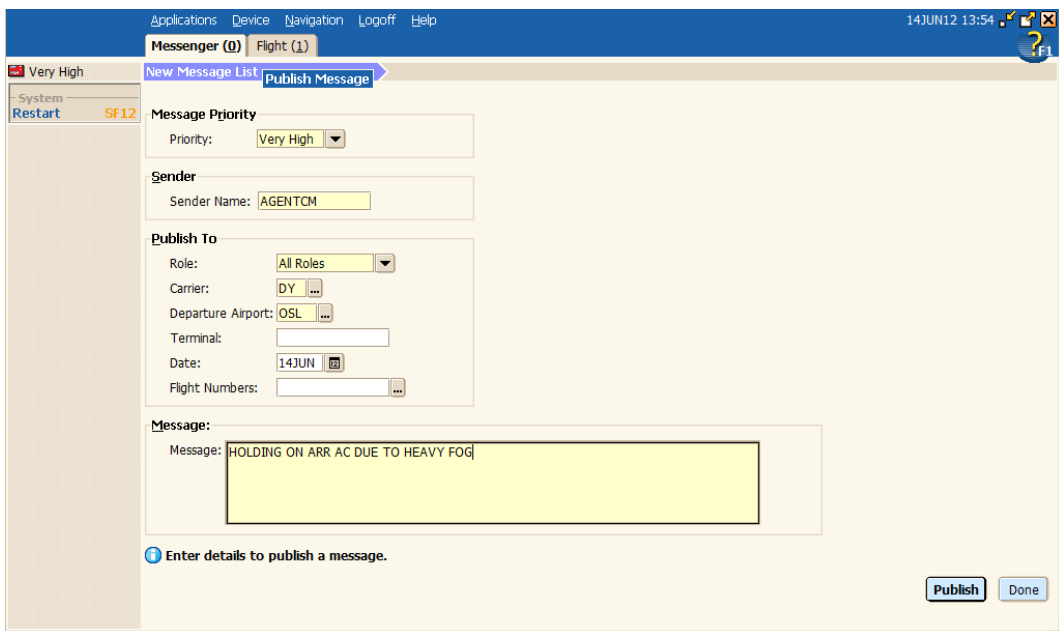 Applications Device Navigation Logoff Help 14JUN12 13:54
Messenger (0) Flight (1) ?F1
Very High New Message List Publish Message
System
Restart SF12
Message Priority
Priority: Very High
Sender
Sender Name: AGENTCM
Publish To
Role: All Roles
Carrier: DY ...
Departure Airport: OSL ...
Terminal:
Date: 14JUN
Flight Numbers: ...
Message:
Message: HOLDING ON ARR AC DUE TO HEAVY FOG
Enter details to publish a message.
Publish Done